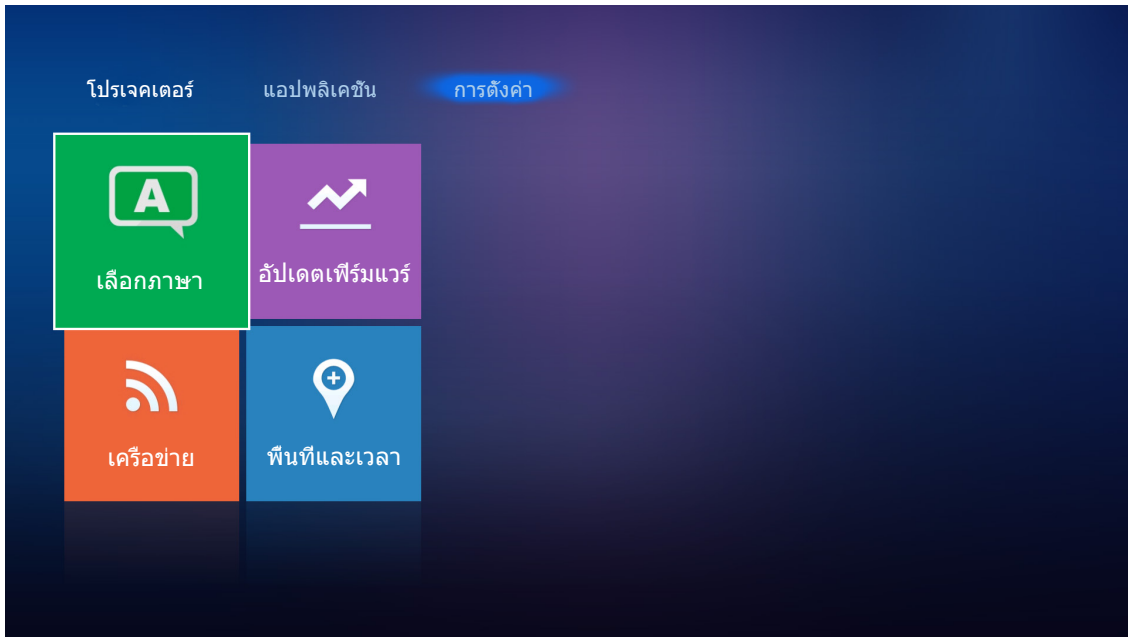 โปรเจคเตอร์ แอปพลิเคชัน การตั้งค่า
A
เลือกภาษา อัปเดตเฟิร์มแวร์
เครือข่าย พื้นที่และเวลา